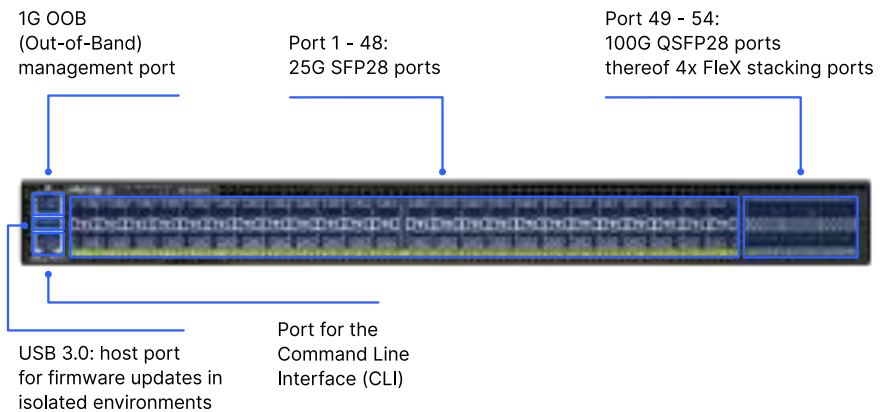 1G OOB
(Out-of-Band)
management port
Port 1 - 48:
25G SFP28 ports
Port 49 - 54:
100G QSFP28 ports
thereof 4x FleX stacking ports
USB 3.0: host port
for firmware updates in
isolated environments
Port for the
Command Line
Interface (CLI)